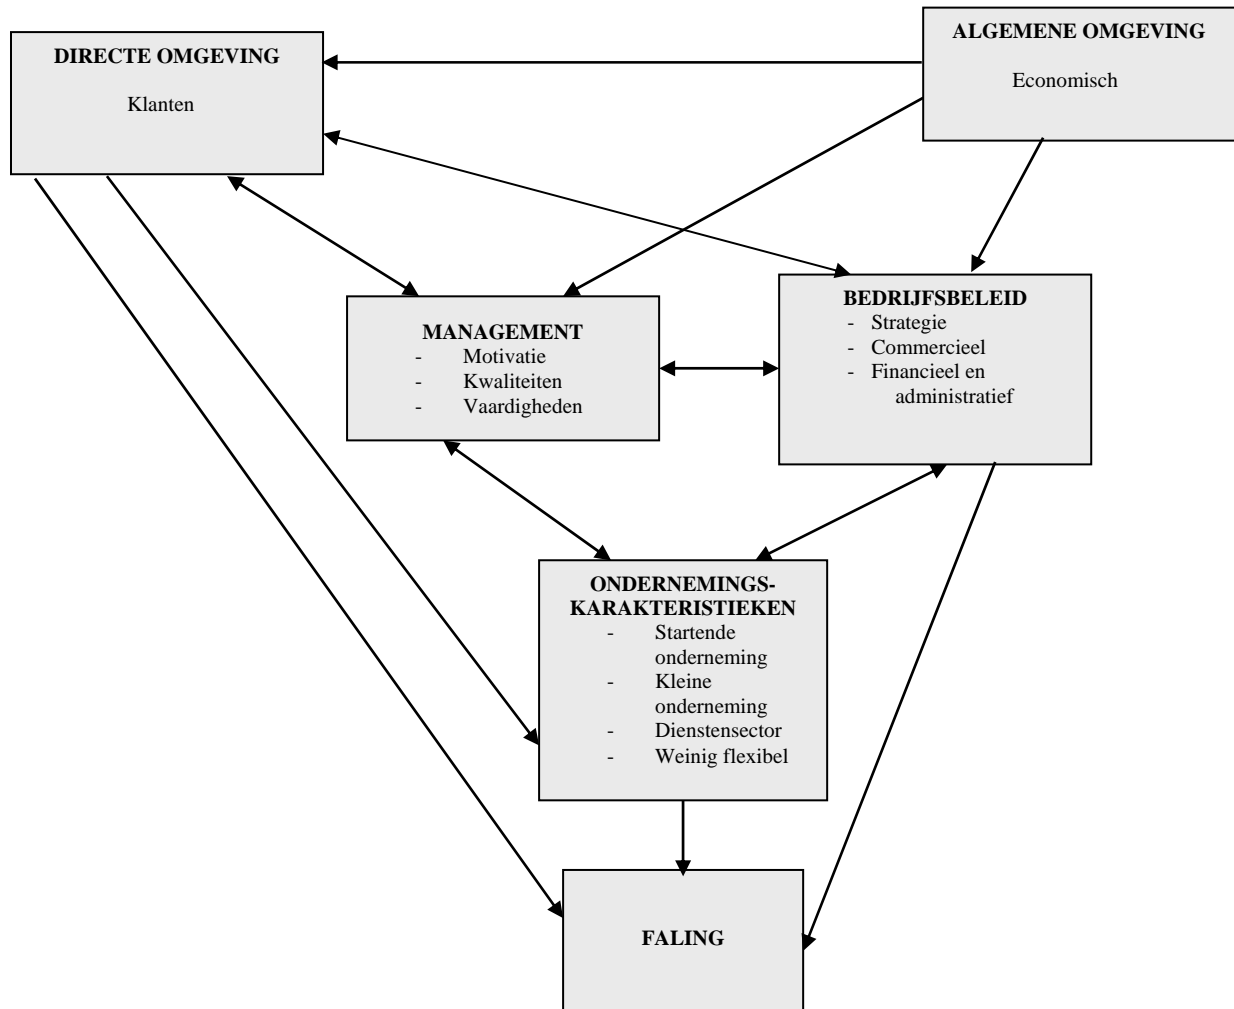 DIRECTE OMGEVING
Klanten
ALGEMENE OMGEVING
Economisch
MANAGEMENT
- Motivatie
- Kwaliteiten
- Vaardigheden
BEDRIJFSBELEID
- Strategie
- Commercieel
- Financieel en
administratief
ONDERNEMINGS-
KARAKTERISTIEKEN
- Startende
onderneming
- Kleine
onderneming
- Dienstensector
- Weinig flexibel
FALING